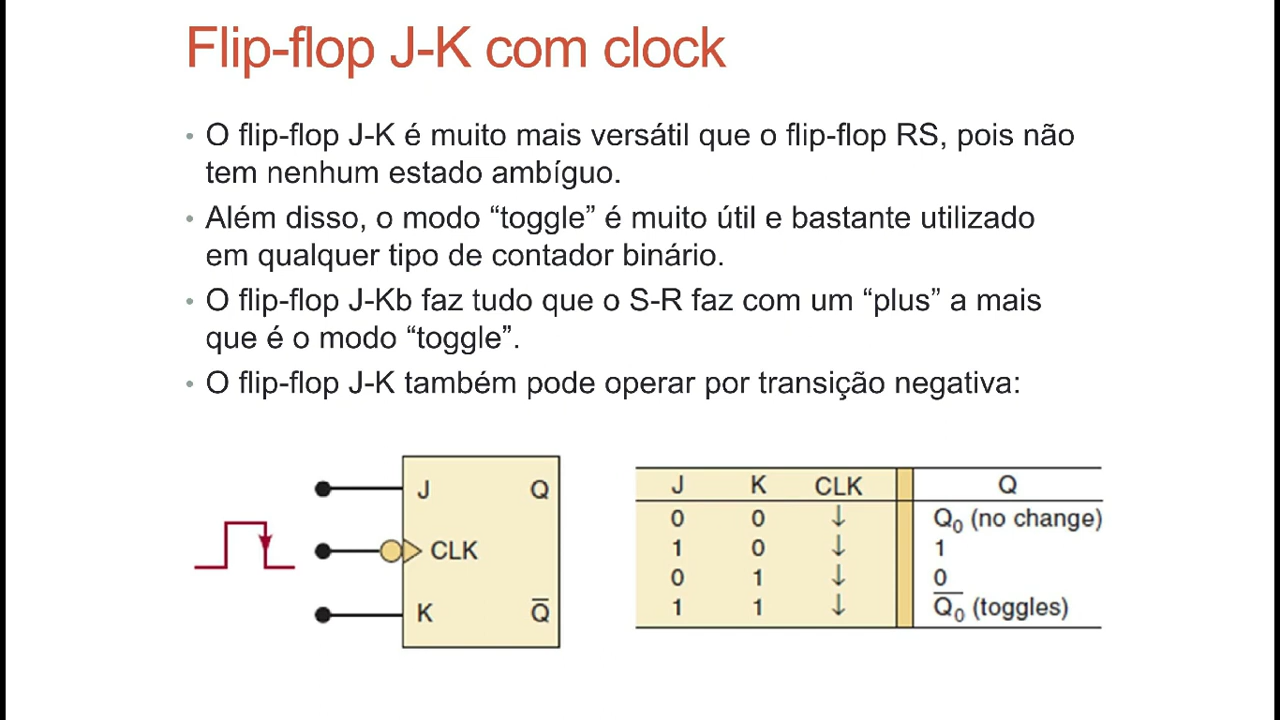 Flip-flop J-K com clock
• O flip-flop J-K é muito mais versátil que o flip-flop RS, pois não
tem nenhum estado ambíguo.
• Além disso, o modo “toggle” é muito útil e bastante utilizado
em qualquer tipo de contador binário.
• O flip-flop J-Kb faz tudo que o S-R faz com um “plus” a mais
que é o modo “toggle”.
• O flip-flop J-K também pode operar por transição negativa:
J Q
CLK
K Q̅
J K CLK Q
0 0 ↓ Q₀ (no change)
1 0 ↓ 1
0 1 ↓ 0
1 1 ↓ Q̅₀ (toggles)